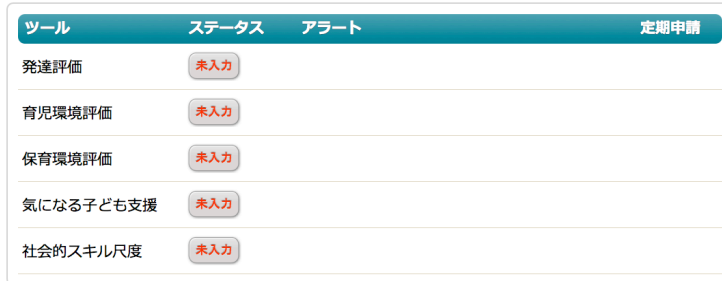 ツール ステータス アラート 定期申請
発達評価 未入力
育児環境評価 未入力
保育環境評価 未入力
気になる子ども支援 未入力
社会的スキル尺度 未入力